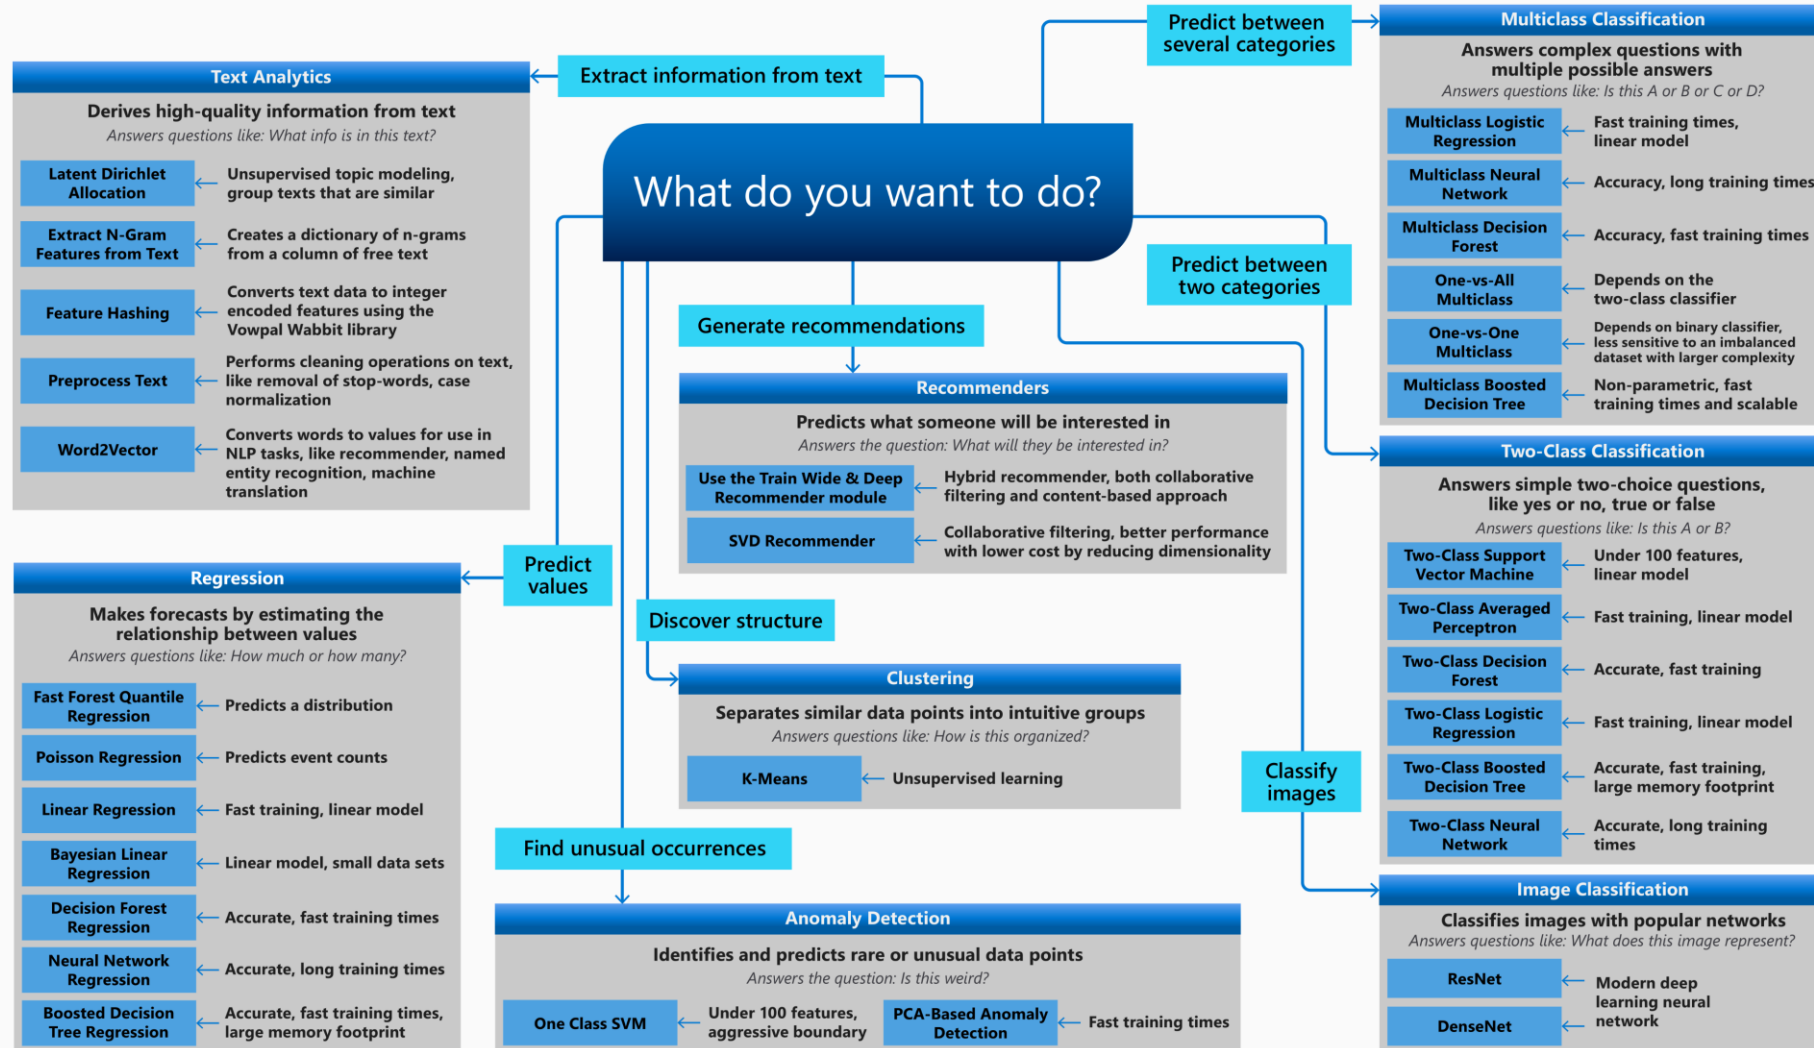 What do you want to do?
Extract information from text
Text Analytics
Derives high-quality information from text
Answers questions like: What info is in this text?
Latent Dirichlet
Allocation
Unsupervised topic modeling,
group texts that are similar
Extract N-Gram
Features from Text
Creates a dictionary of n-grams
from a column of free text
Feature Hashing
Converts text data to integer
encoded features using the
Vowpal Wabbit library
Preprocess Text
Performs cleaning operations on text,
like removal of stop-words, case
normalization
Word2Vector
Converts words to values for use in
NLP tasks, like recommender, named
entity recognition, machine
translation
Predict
values
Regression
Makes forecasts by estimating the
relationship between values
Answers questions like: How much or how many?
Fast Forest Quantile
Regression
Predicts a distribution
Poisson Regression
Predicts event counts
Linear Regression
Fast training, linear model
Bayesian Linear
Regression
Linear model, small data sets
Decision Forest
Regression
Accurate, fast training times
Neural Network
Regression
Accurate, long training times
Boosted Decision
Tree Regression
Accurate, fast training times,
large memory footprint
Generate recommendations
Recommenders
Predicts what someone will be interested in
Answers the question: What will they be interested in?
Use the Train Wide & Deep
Recommender module
Hybrid recommender, both collaborative
filtering and content-based approach
SVD Recommender
Collaborative filtering, better performance
with lower cost by reducing dimensionality
Discover structure
Clustering
Separates similar data points into intuitive groups
Answers questions like: How is this organized?
K-Means
Unsupervised learning
Find unusual occurrences
Anomaly Detection
Identifies and predicts rare or unusual data points
Answers the question: Is this weird?
One Class SVM
Under 100 features,
aggressive boundary
PCA-Based Anomaly
Detection
Fast training times
Predict between
several categories
Multiclass Classification
Answers complex questions with
multiple possible answers
Answers questions like: Is this A or B or C or D?
Multiclass Logistic
Regression
Fast training times,
linear model
Multiclass Neural
Network
Accuracy, long training times
Multiclass Decision
Forest
Accuracy, fast training times
One-vs-All
Multiclass
Depends on the
two-class classifier
One-vs-One
Multiclass
Depends on binary classifier,
less sensitive to an imbalanced
dataset with larger complexity
Multiclass Boosted
Decision Tree
Non-parametric, fast
training times and scalable
Predict between
two categories
Two-Class Classification
Answers simple two-choice questions,
like yes or no, true or false
Answers questions like: Is this A or B?
Two-Class Support
Vector Machine
Under 100 features,
linear model
Two-Class Averaged
Perceptron
Fast training, linear model
Two-Class Decision
Forest
Accurate, fast training
Two-Class Logistic
Regression
Fast training, linear model
Two-Class Boosted
Decision Tree
Accurate, fast training,
large memory footprint
Two-Class Neural
Network
Accurate, long training
times
Classify
images
Image Classification
Classifies images with popular networks
Answers questions like: What does this image represent?
ResNet
DenseNet
Modern deep
learning neural
network